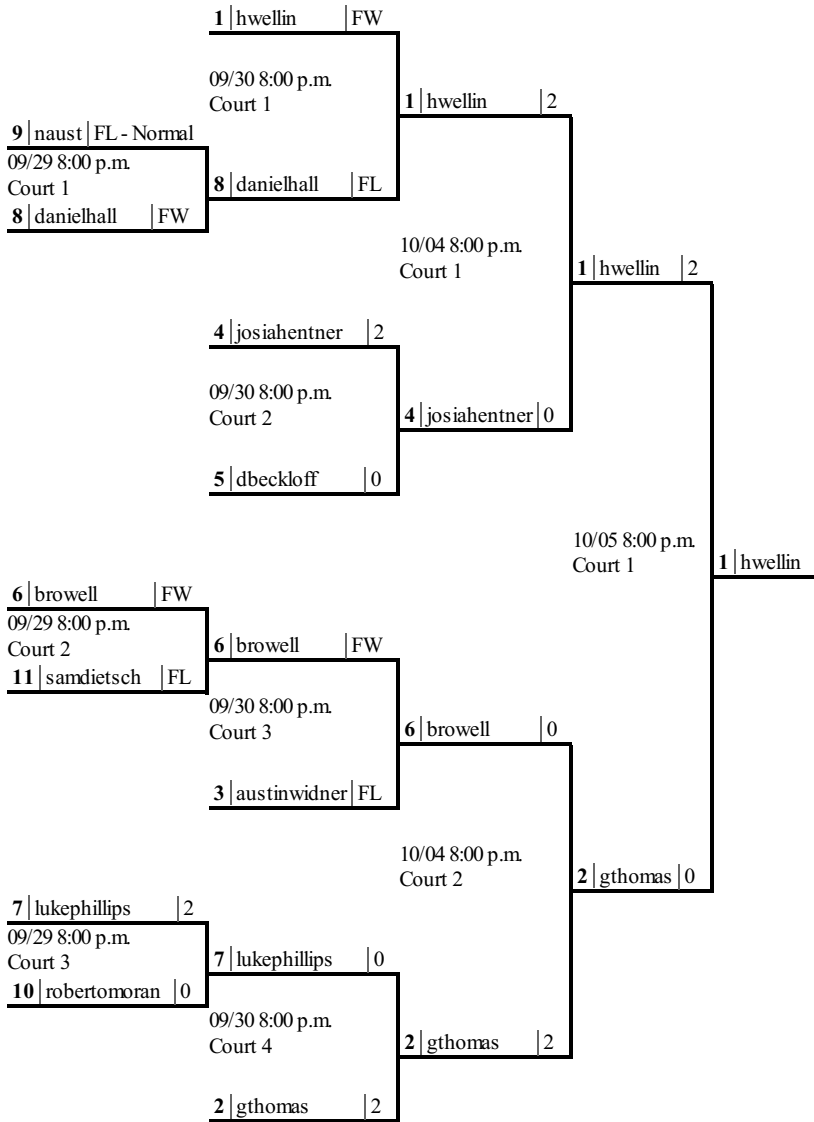 1 hwellin FW
09/30 8:00 p.m.
Court 1
1 hwellin 2
9 naust FL - Normal
09/29 8:00 p.m.
Court 1
8 danielhall FL
8 danielhall FW
10/04 8:00 p.m.
Court 1
1 hwellin 2
4 josiahentner 2
09/30 8:00 p.m.
Court 2
4 josiahentner 0
5 dbeckloff 0
10/05 8:00 p.m.
Court 1
1 hwellin
6 browell FW
09/29 8:00 p.m.
Court 2
6 browell FW
11 samdietsch FL
09/30 8:00 p.m.
Court 3
6 browell 0
3 austinwidner FL
10/04 8:00 p.m.
Court 2
2 gthomas 0
7 lukephillips 2
09/29 8:00 p.m.
Court 3
7 lukephillips 0
10 robertomoran 0
09/30 8:00 p.m.
Court 4
2 gthomas 2
2 gthomas 2